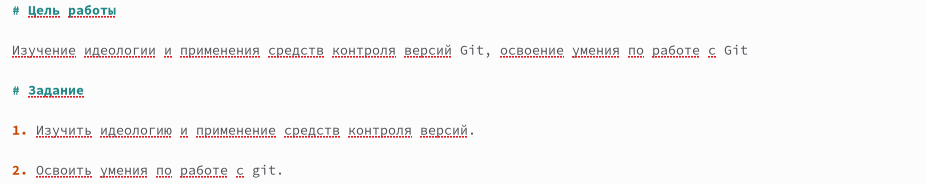 # Цель работы
Изучение идеологии и применения средств контроля версий Git, освоение умения по работе с Git
# Задание
1. Изучить идеологию и применение средств контроля версий.
2. Освоить умения по работе с git.